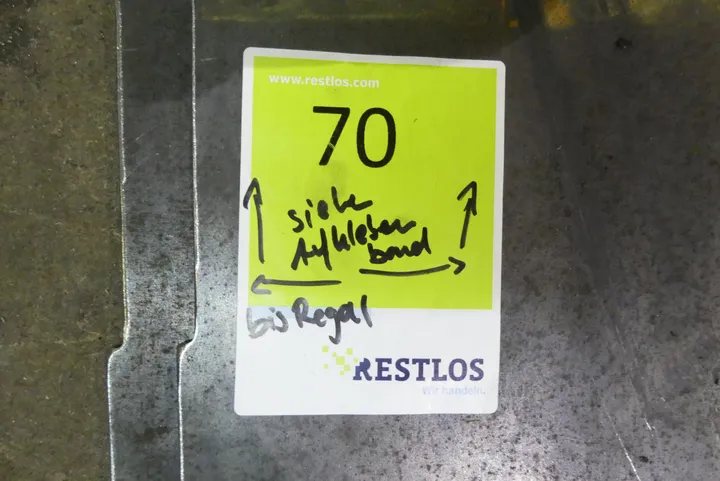 www.restlos.com
70
siehe
Aufkleber
band
bis Regal
RESTLOS
Wir handeln.